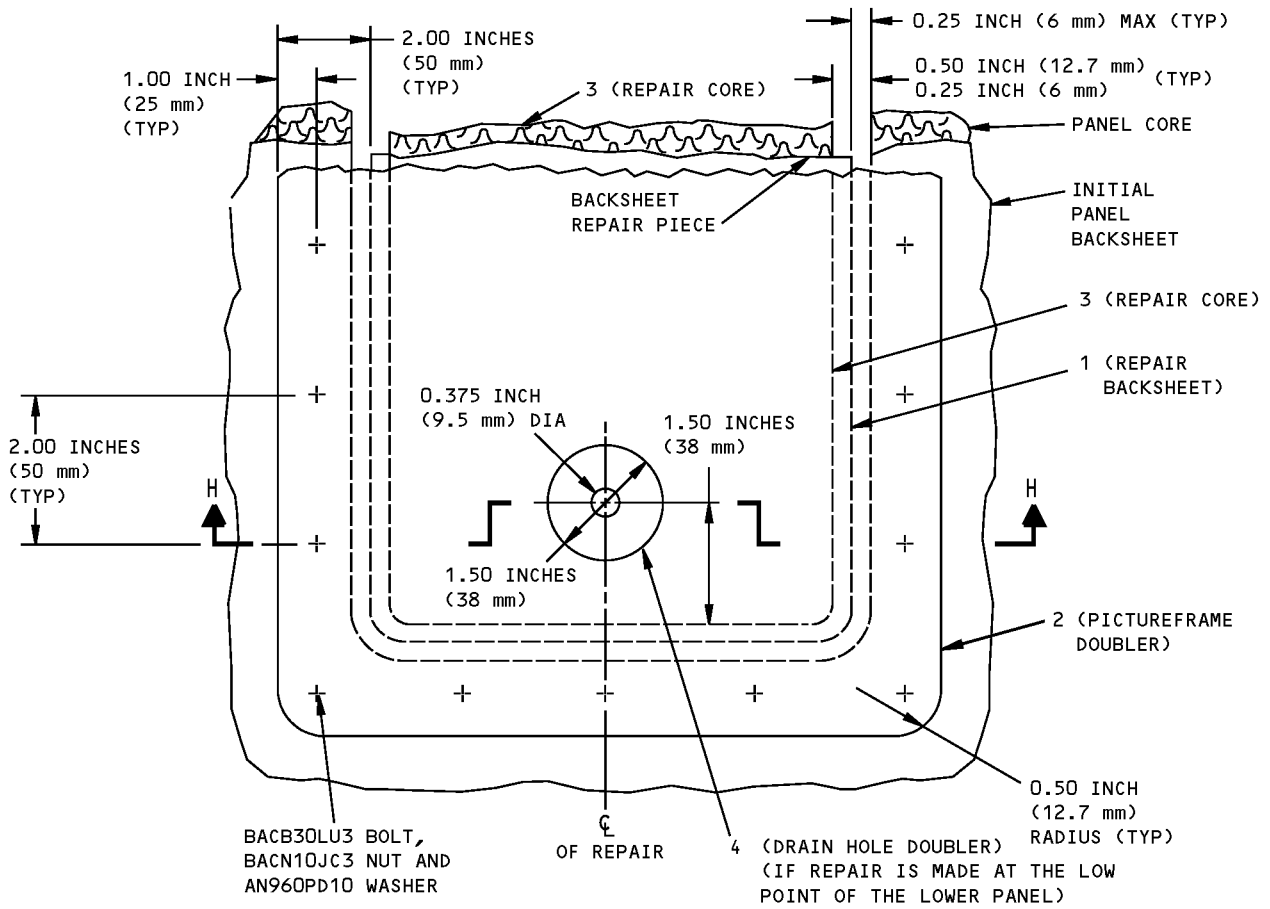 0.25 INCH (6 mm) MAX (TYP)
2.00 INCHES
(50 mm)
(TYP)
1.00 INCH
(25 mm)
(TYP)
3 (REPAIR CORE)
0.50 INCH (12.7 mm)
0.25 INCH (6 mm)
(TYP)
PANEL CORE
BACKSHEET
REPAIR PIECE
INITIAL
PANEL
BACKSHEET
3 (REPAIR CORE)
1 (REPAIR
BACKSHEET)
0.375 INCH
(9.5 mm) DIA
1.50 INCHES
(38 mm)
2.00 INCHES
(50 mm)
(TYP)
H
H
1.50 INCHES
(38 mm)
2 (PICTUREFRAME
DOUBLER)
0.50 INCH
(12.7 mm)
RADIUS (TYP)
BACB30LU3 BOLT,
BACN10JC3 NUT AND
AN960PD10 WASHER
℄
OF REPAIR
4 (DRAIN HOLE DOUBLER)
(IF REPAIR IS MADE AT THE LOW
POINT OF THE LOWER PANEL)